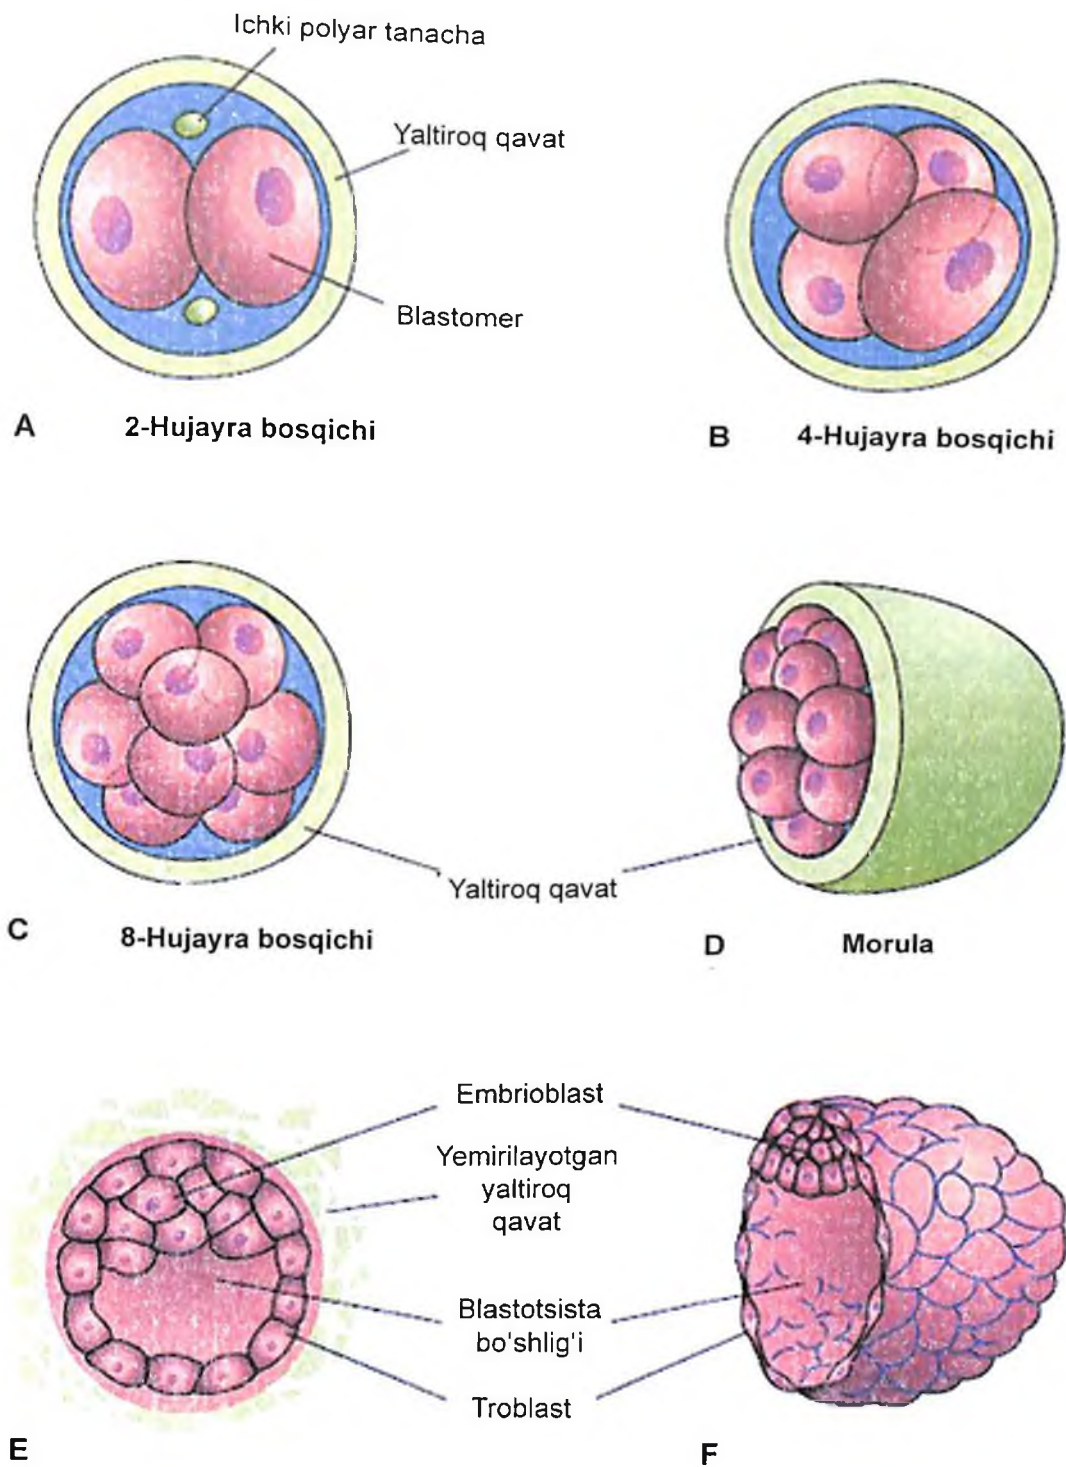 Ichki polyar tanacha
Yaltiroq qavat
Blastomer
A 2-Hujayra bosqichi
B 4-Hujayra bosqichi
Yaltiroq qavat
C 8-Hujayra bosqichi
D Morula
Embrioblast
Yemirilayotgan
yaltiroq
qavat
Blastotsista
bo'shlig'i
Troblast
E
F